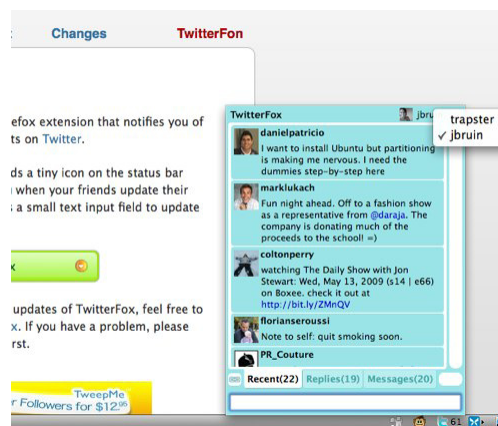 Changes
TwitterFon
efox extension that notifies you of
ts on Twitter.
ds a tiny icon on the status bar
when your friends update their
a small text input field to update
updates of TwitterFox, feel free to
x. If you have a problem, please
rst.
TweepMe
r Followers for $12.95
TwitterFox
jbru
trapster
✓ jbruin
danielpatricio
I want to install Ubuntu but partitioning
is making me nervous. I need the
dummies step-by-step here
marklukach
Fun night ahead. Off to a fashion show
as a representative from @daraja. The
company is donating much of the
proceeds to the school! =)
coltonperry
watching The Daily Show with Jon
Stewart: Wed, May 13, 2009 (s14 | e66)
on Boxee. check it out at
http://bit.ly/ZMnQV
florianseroussi
Note to self: quit smoking soon.
PR_Couture
Recent(22) Replies(19) Messages(20)
61